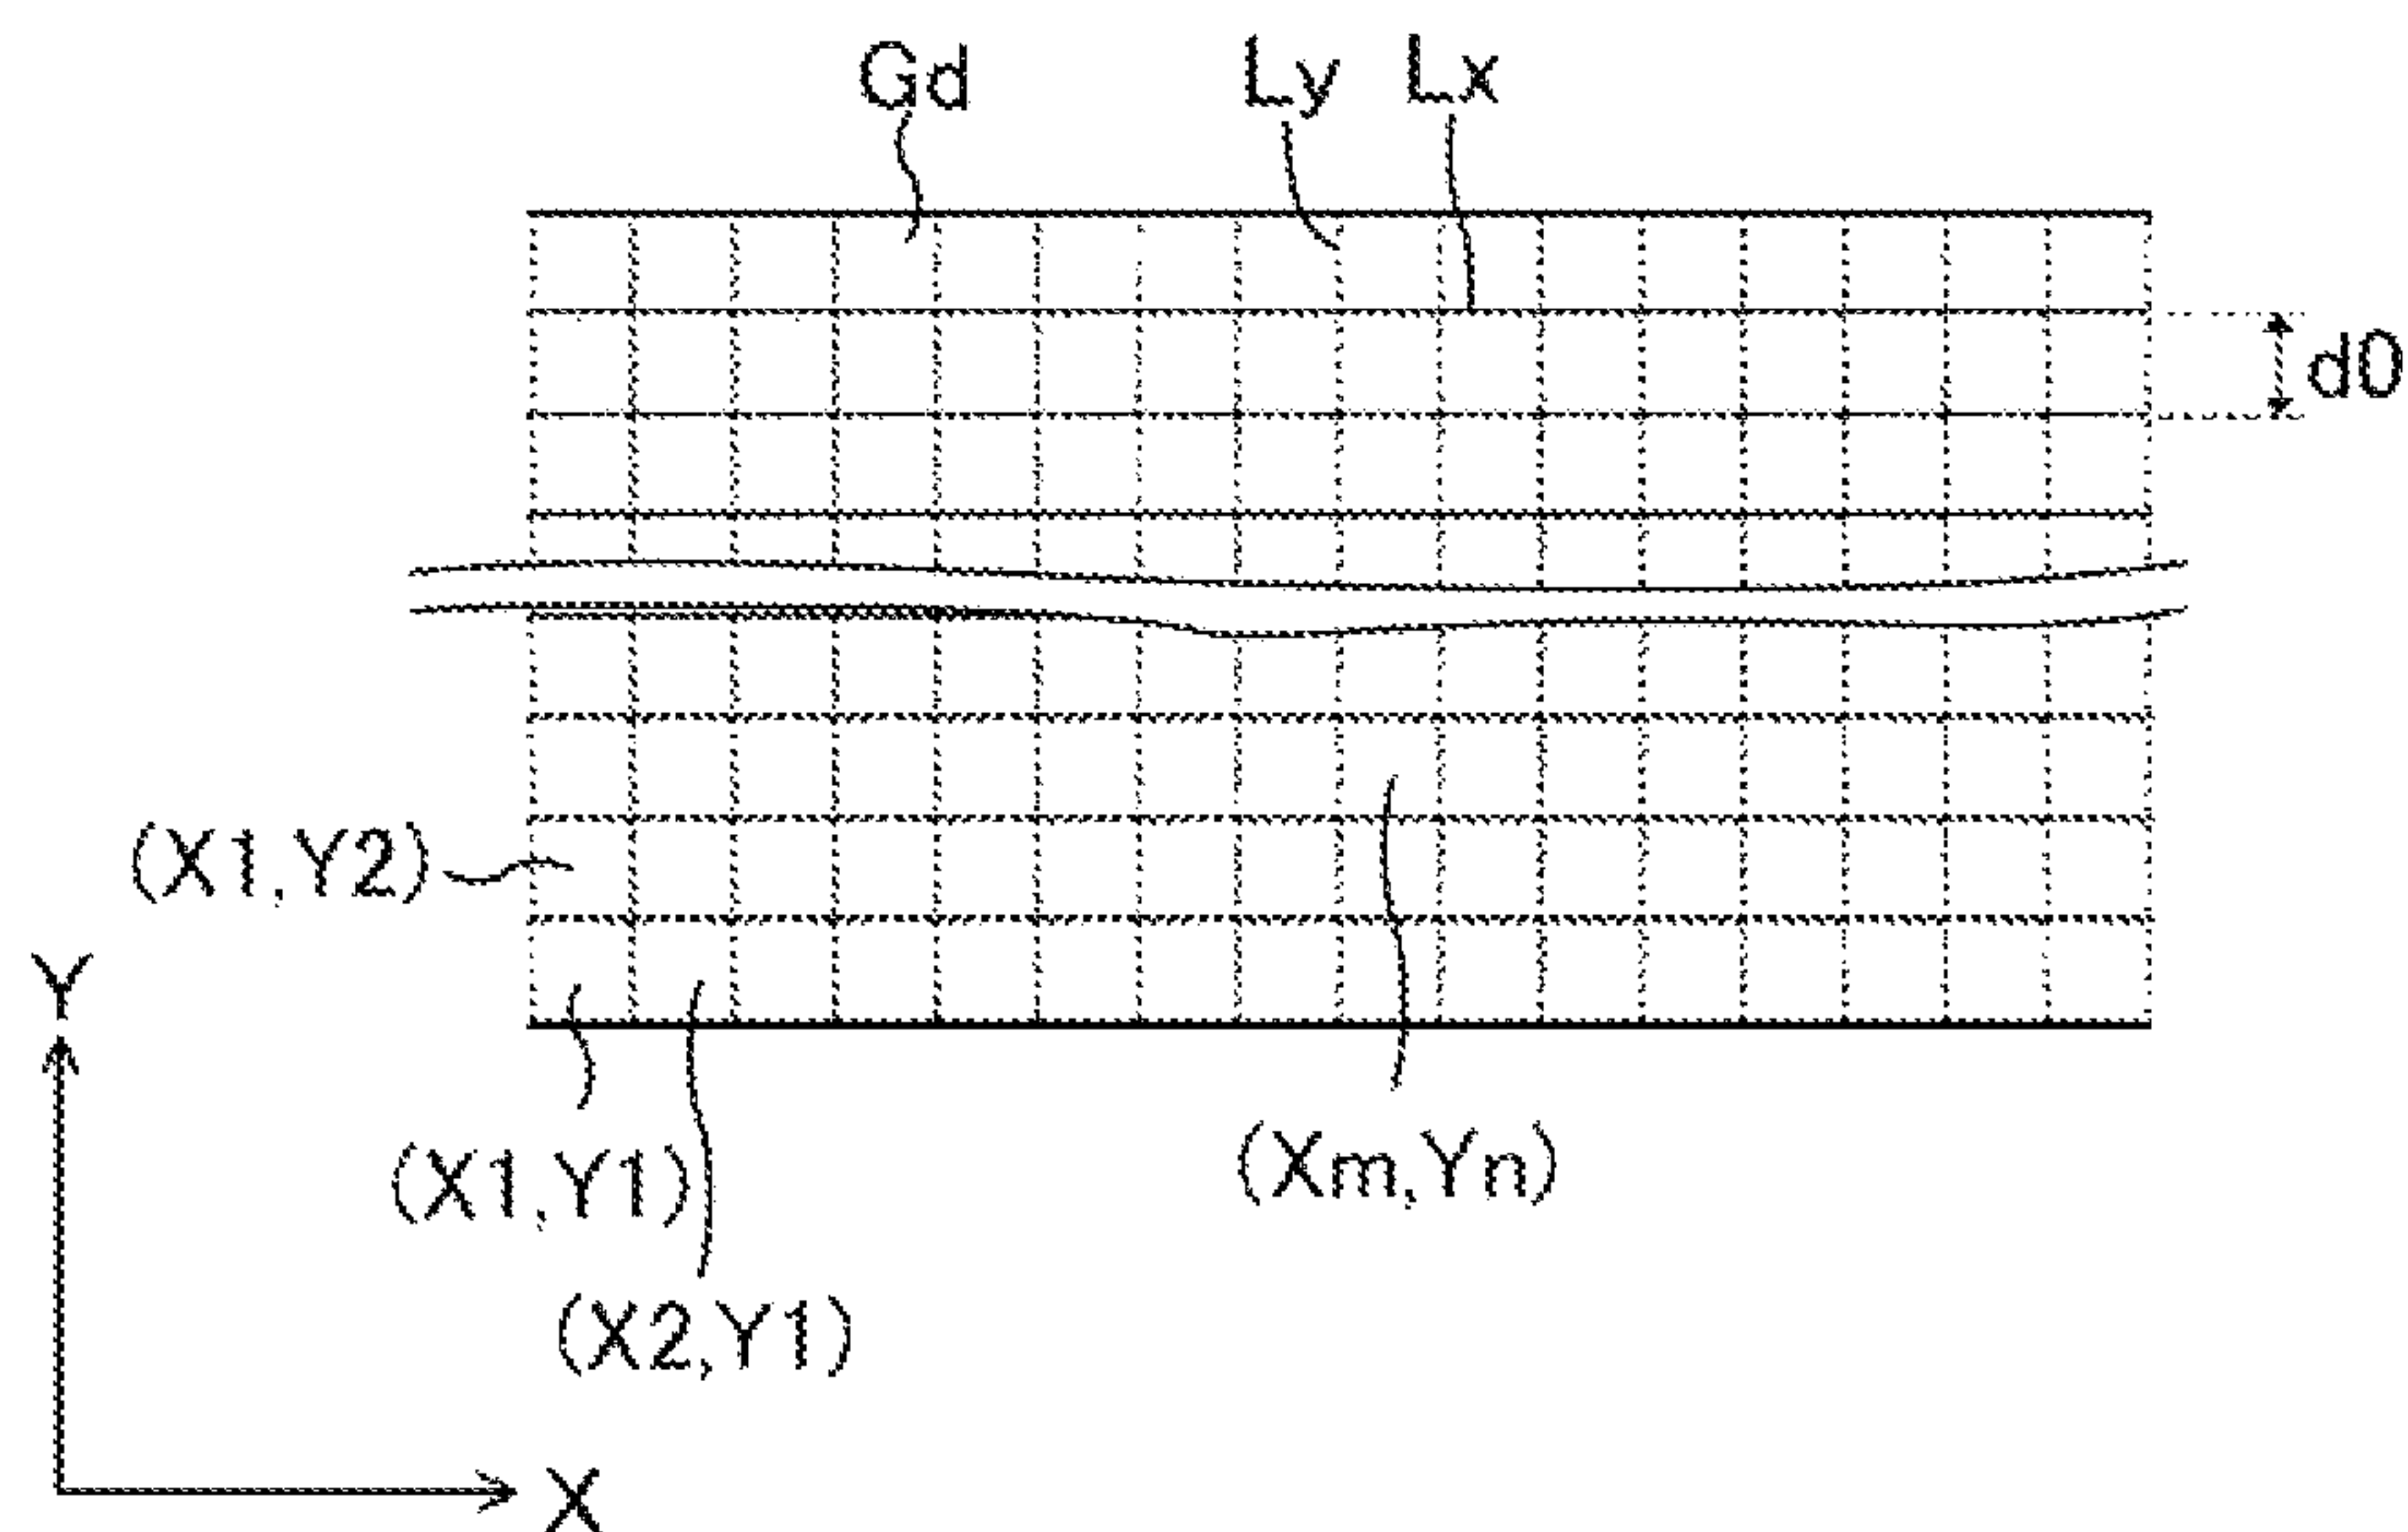 Gd Ly Lx
d0
(X1,Y2)
Y
(X1,Y1)
(Xm,Yn)
(X2,Y1)
X